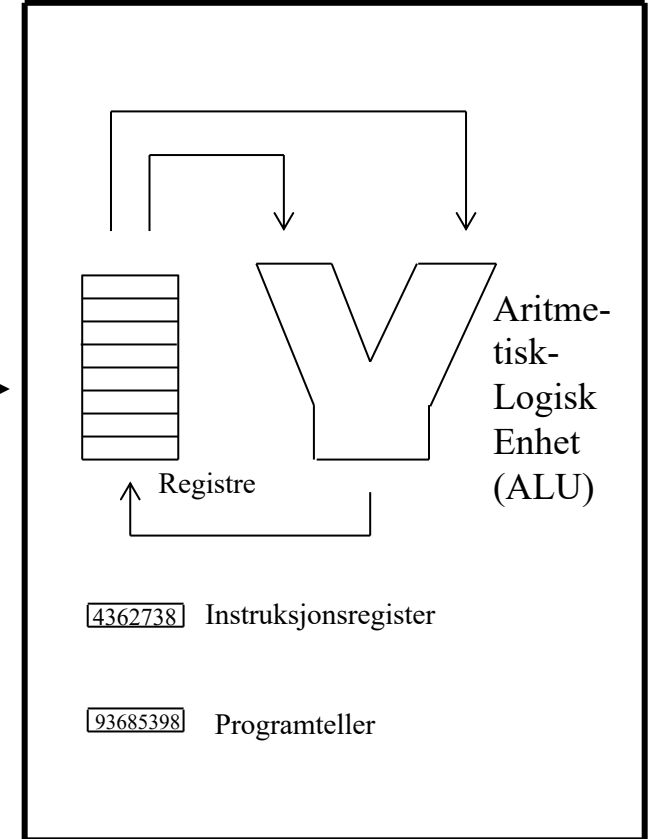 Aritme-
tisk-
Logisk
Enhet
(ALU)
Registre
4362738 Instruksjonsregister
93685398 Programteller